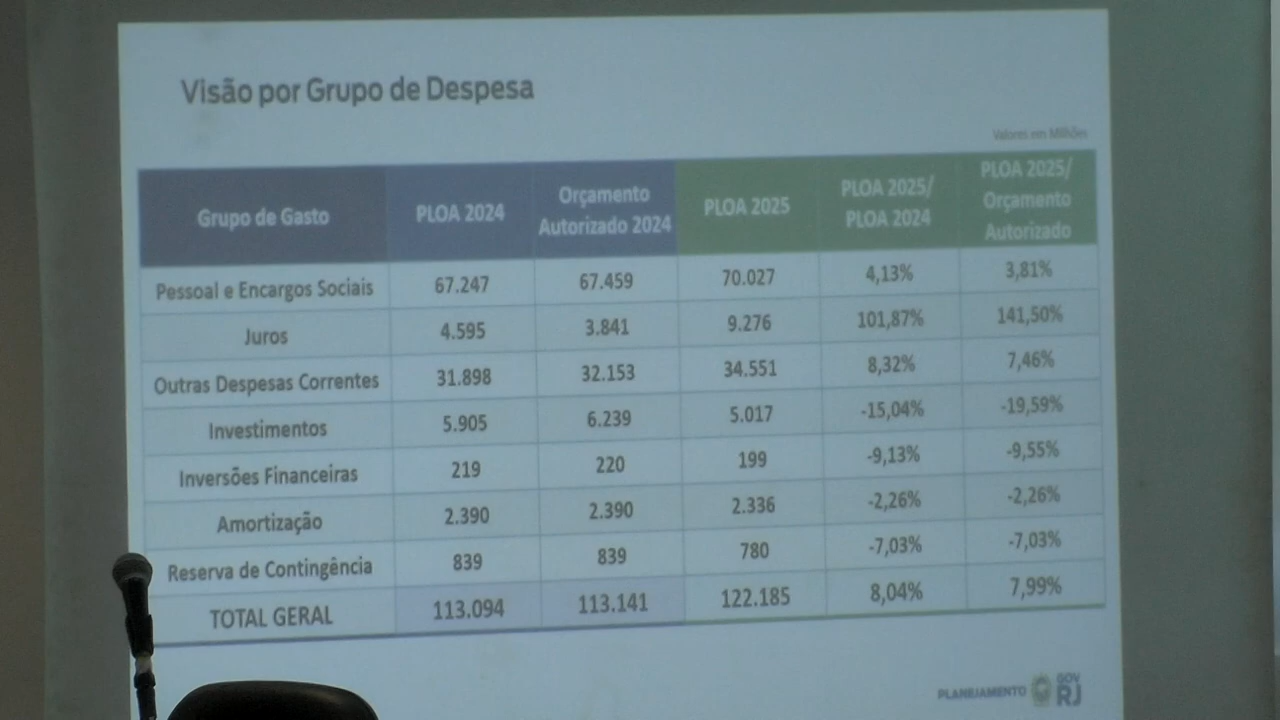 Visão por Grupo de Despesa
Valores em Milhões
Grupo de Gasto PLOA 2024 Orçamento Autorizado 2024 PLOA 2025 PLOA 2025/ PLOA 2024 PLOA 2025/ Orçamento Autorizado
Pessoal e Encargos Sociais 67.247 67.459 70.027 4,13% 3,81%
Juros 4.595 3.841 9.276 101,87% 141,50%
Outras Despesas Correntes 31.898 32.153 34.551 8,32% 7,46%
Investimentos 5.905 6.239 5.017 -15,04% -19,59%
Inversões Financeiras 219 220 199 -9,13% -9,55%
Amortização 2.390 2.390 2.336 -2,26% -2,26%
Reserva de Contingência 839 839 780 -7,03% -7,03%
TOTAL GERAL 113.094 113.141 122.185 8,04% 7,99%
PLANEJAMENTO GOV RJ